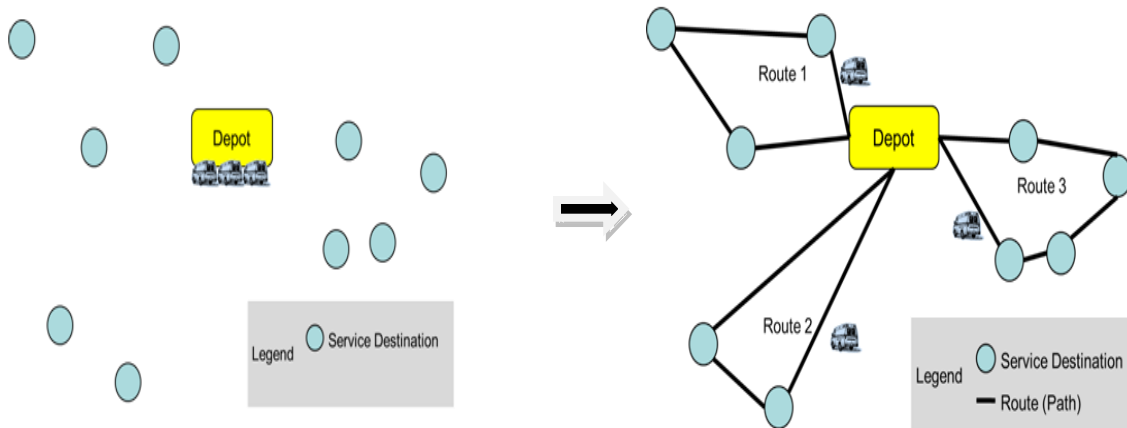 Depot
Legend
Service Destination
Route 1
Depot
Route 3
Route 2
Legend
Service Destination
Route (Path)